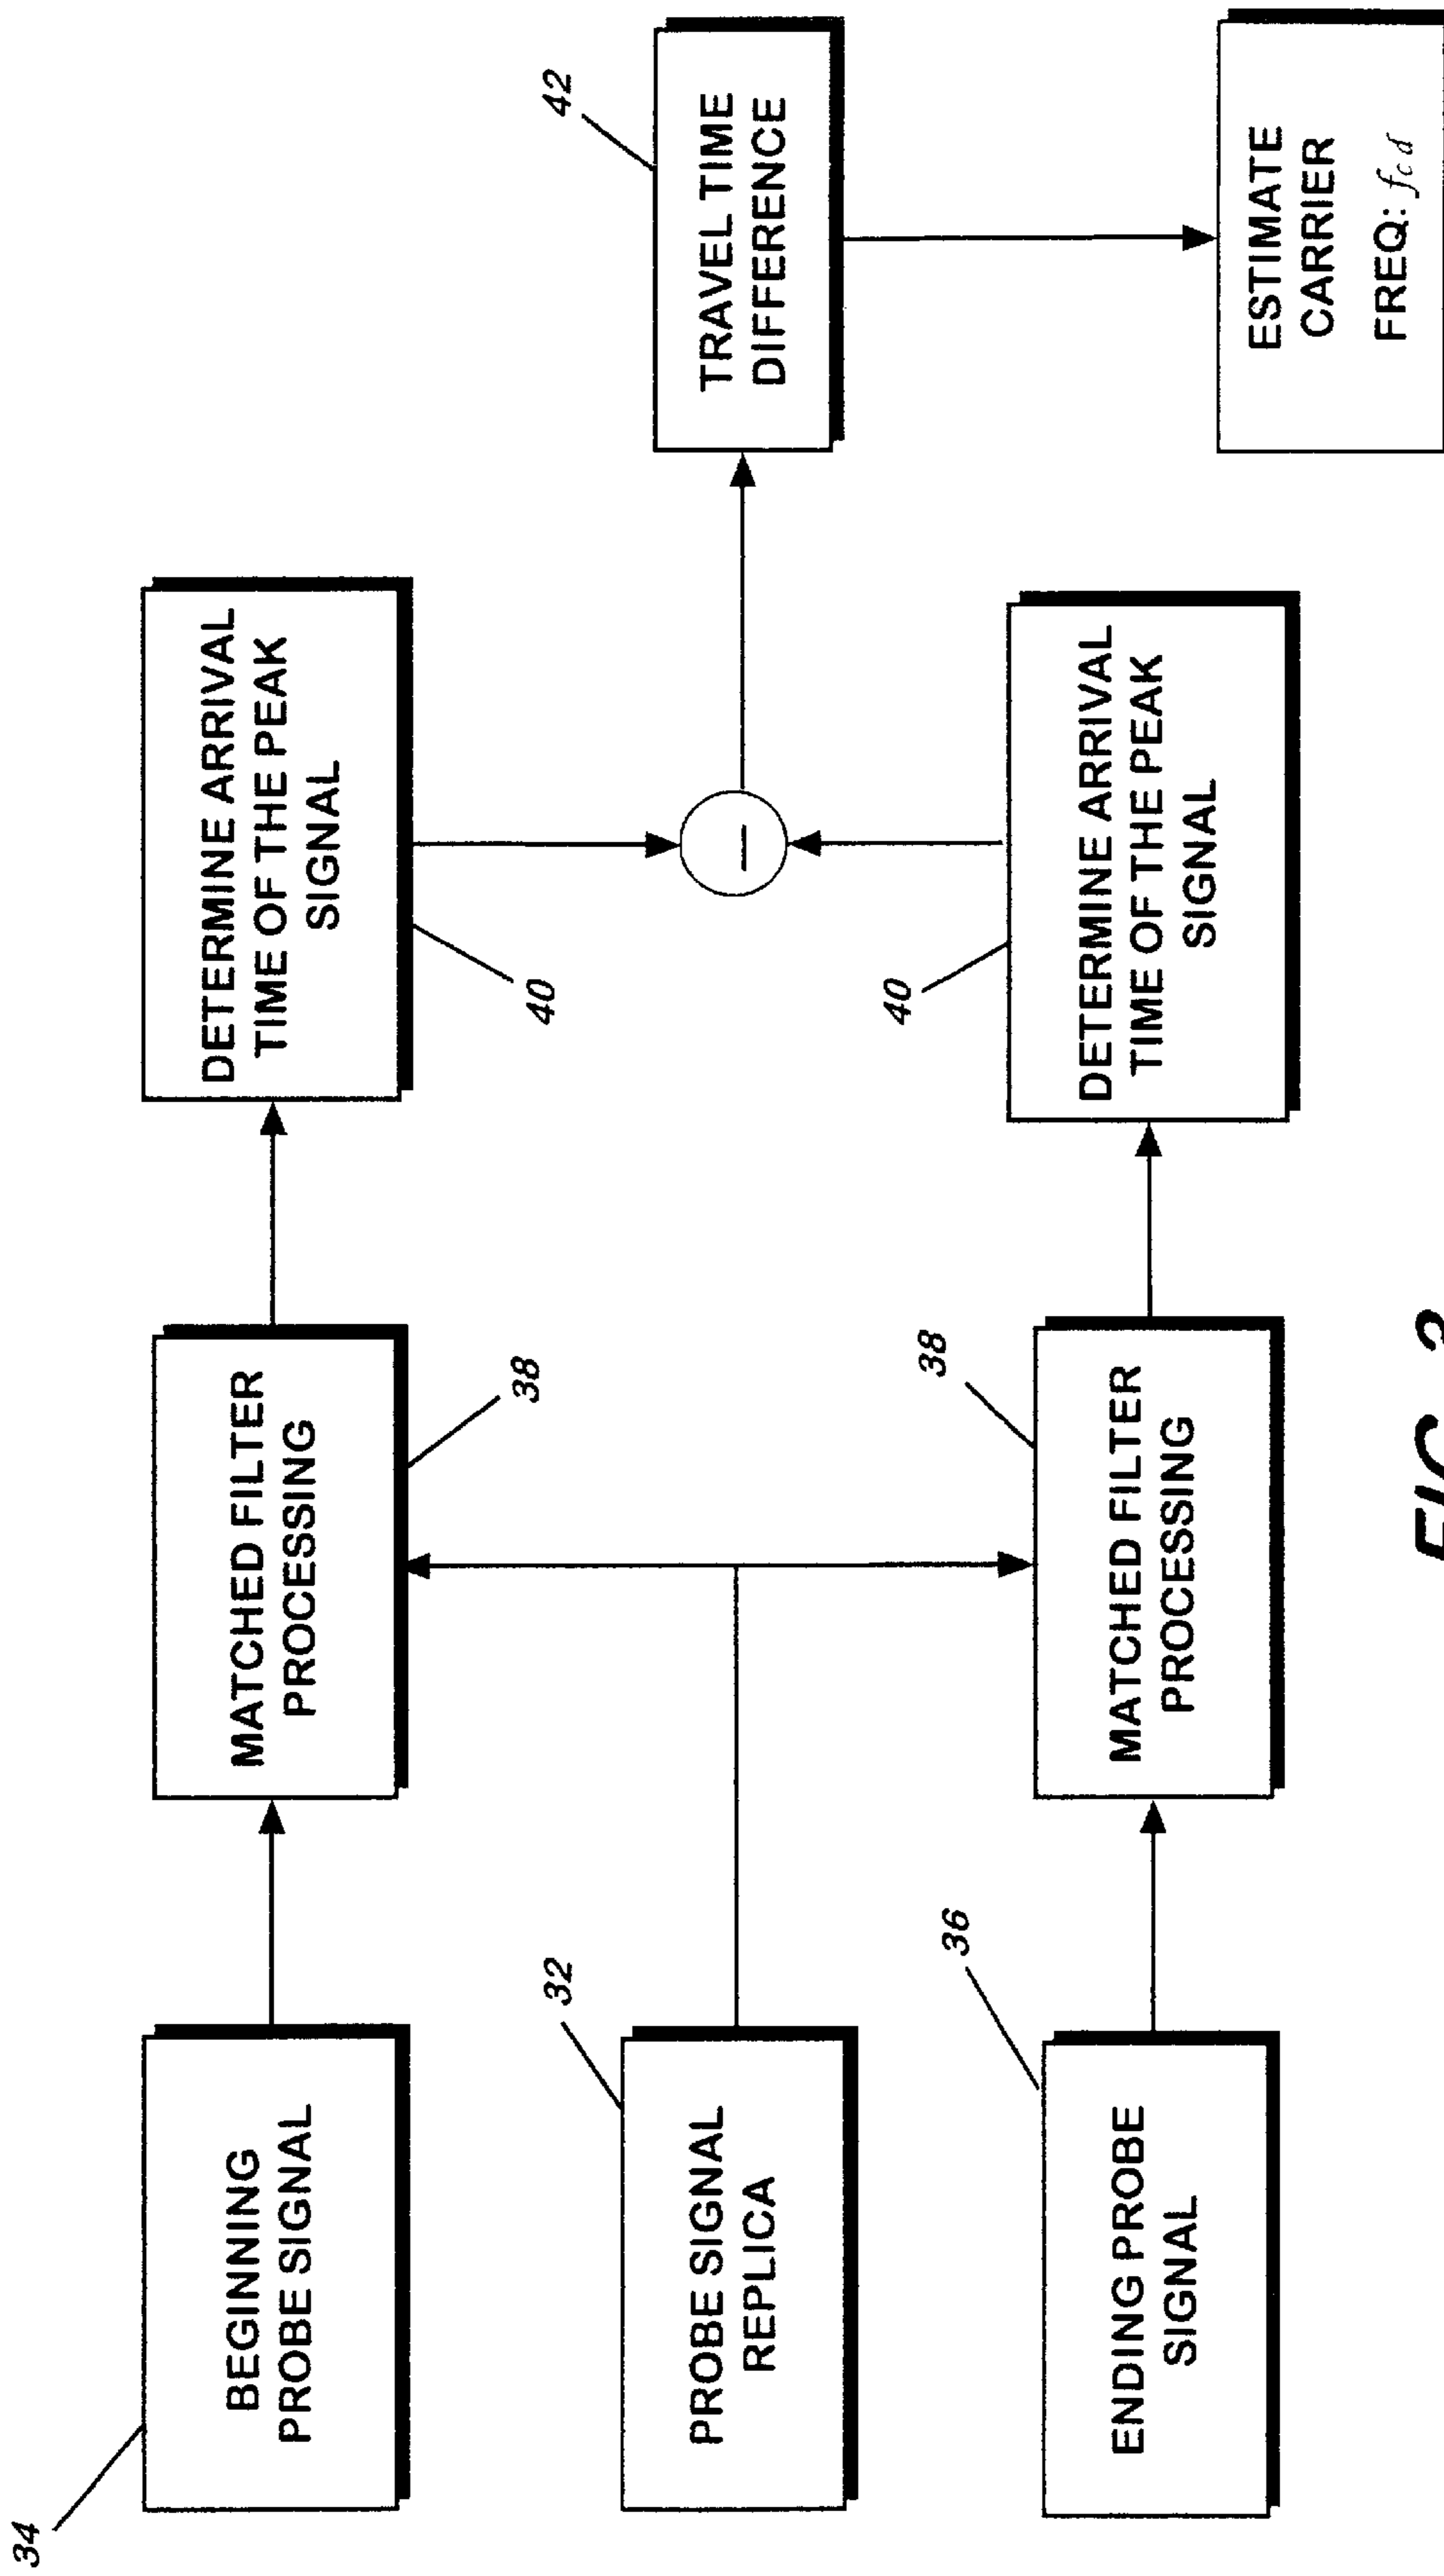 34
BEGINNING
PROBE SIGNAL
MATCHED FILTER
PROCESSING
38
DETERMINE ARRIVAL
TIME OF THE PEAK
SIGNAL
40
32
PROBE SIGNAL
REPLICA
–
42
TRAVEL TIME
DIFFERENCE
36
ENDING PROBE
SIGNAL
38
MATCHED FILTER
PROCESSING
40
DETERMINE ARRIVAL
TIME OF THE PEAK
SIGNAL
ESTIMATE
CARRIER
FREQ: fcd
FIG.